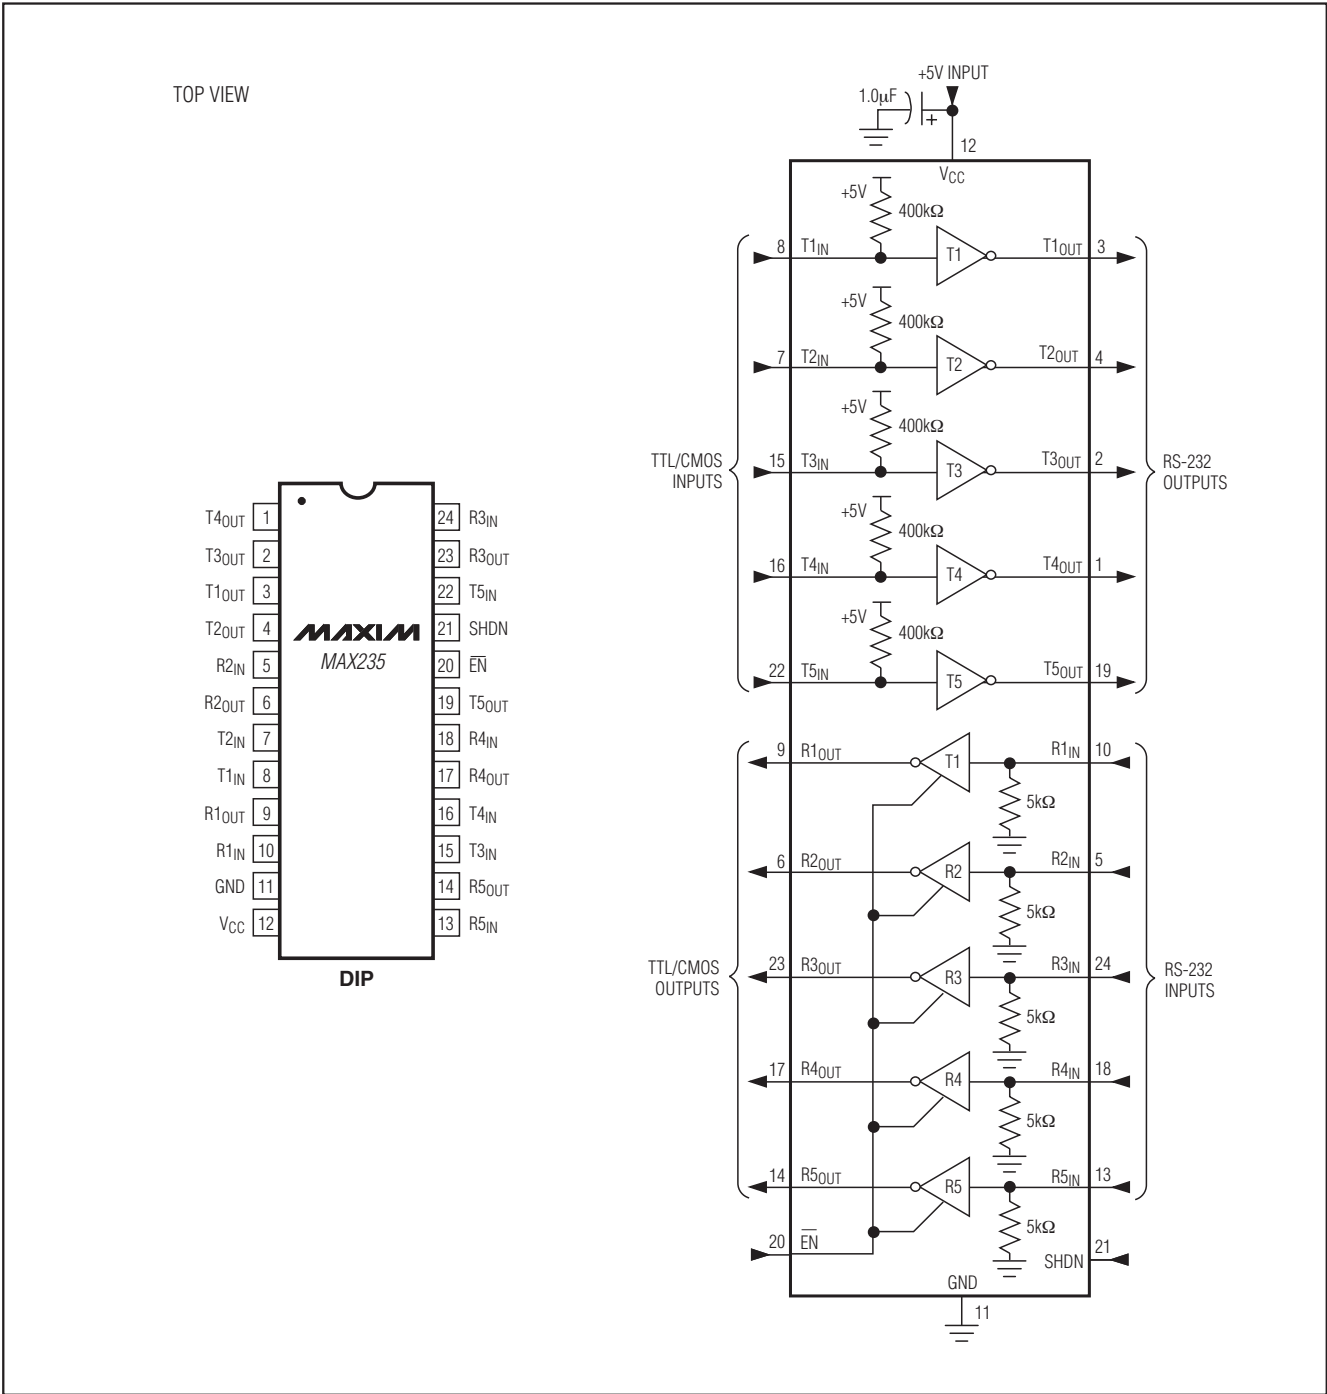 TOP VIEW
T4OUT 1
T3OUT 2
T1OUT 3
T2OUT 4
R2IN 5
R2OUT 6
T2IN 7
T1IN 8
R1OUT 9
R1IN 10
GND 11
VCC 12
24 R3IN
23 R3OUT
22 T5IN
21 SHDN
20 E̅N̅
19 T5OUT
18 R4IN
17 R4OUT
16 T4IN
15 T3IN
14 R5OUT
13 R5IN
MAXIM
MAX235
DIP
+5V INPUT
1.0μF
+
12
VCC
+5V
400kΩ
8 T1IN T1 T1OUT 3
+5V
400kΩ
7 T2IN T2 T2OUT 4
+5V
400kΩ
15 T3IN T3 T3OUT 2
TTL/CMOS
INPUTS
RS-232
OUTPUTS
+5V
400kΩ
16 T4IN T4 T4OUT 1
+5V
400kΩ
22 T5IN T5 T5OUT 19
9 R1OUT T1 R1IN 10
5kΩ
6 R2OUT R2 R2IN 5
5kΩ
23 R3OUT R3 R3IN 24
TTL/CMOS
OUTPUTS
RS-232
INPUTS
5kΩ
17 R4OUT R4 R4IN 18
5kΩ
14 R5OUT R5 R5IN 13
5kΩ
20 E̅N̅
SHDN 21
GND
11